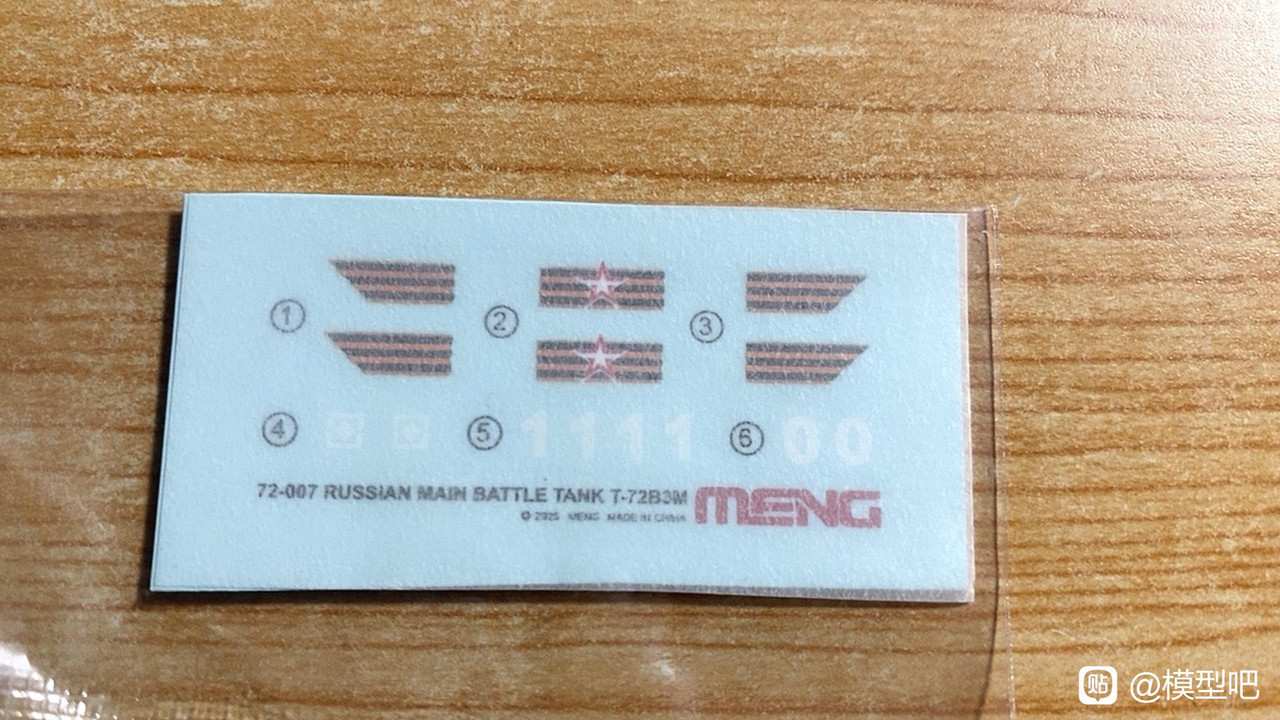 ① ② ③
④ ⑤ 1111 ⑥ 00
72-007 RUSSIAN MAIN BATTLE TANK T-72B3M MENG
© 2025 MENG MADE IN CHINA
贴 @模型吧